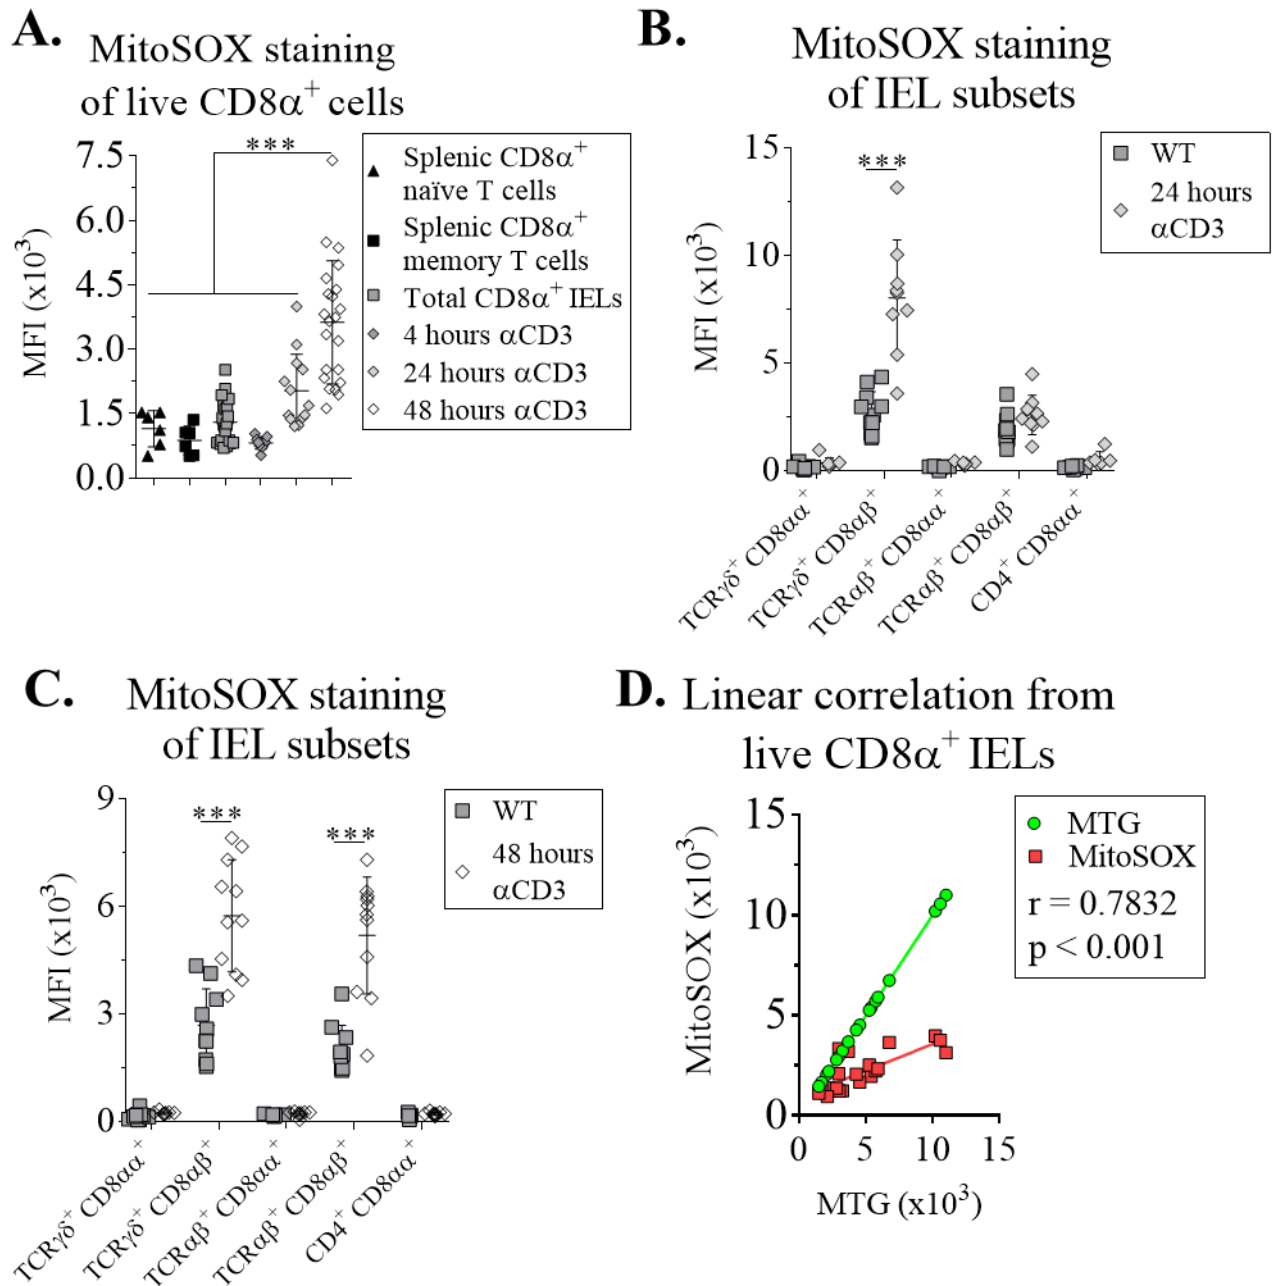 A.
MitoSOX staining
of live CD8α⁺ cells
***
7.5
6.0
4.5
3.0
1.5
0.0
MFI (x10³)
Splenic CD8α⁺
naïve T cells
Splenic CD8α⁺
memory T cells
Total CD8α⁺ IELs
4 hours αCD3
24 hours αCD3
48 hours αCD3
B.
MitoSOX staining
of IEL subsets
***
15
10
5
0
MFI (x10³)
WT
24 hours
αCD3
TCRγδ⁺ CD8αα⁺
TCRγδ⁺ CD8αβ⁺
TCRαβ⁺ CD8αα⁺
TCRαβ⁺ CD8αβ⁺
CD4⁺ CD8αα⁺
C.
MitoSOX staining
of IEL subsets
***
***
9
6
3
0
MFI (x10³)
WT
48 hours
αCD3
TCRγδ⁺ CD8αα⁺
TCRγδ⁺ CD8αβ⁺
TCRαβ⁺ CD8αα⁺
TCRαβ⁺ CD8αβ⁺
CD4⁺ CD8αα⁺
D.
Linear correlation from
live CD8α⁺ IELs
15
10
5
0
MitoSOX (x10³)
MTG
MitoSOX
r = 0.7832
p < 0.001
0 5 10 15
MTG (x10³)